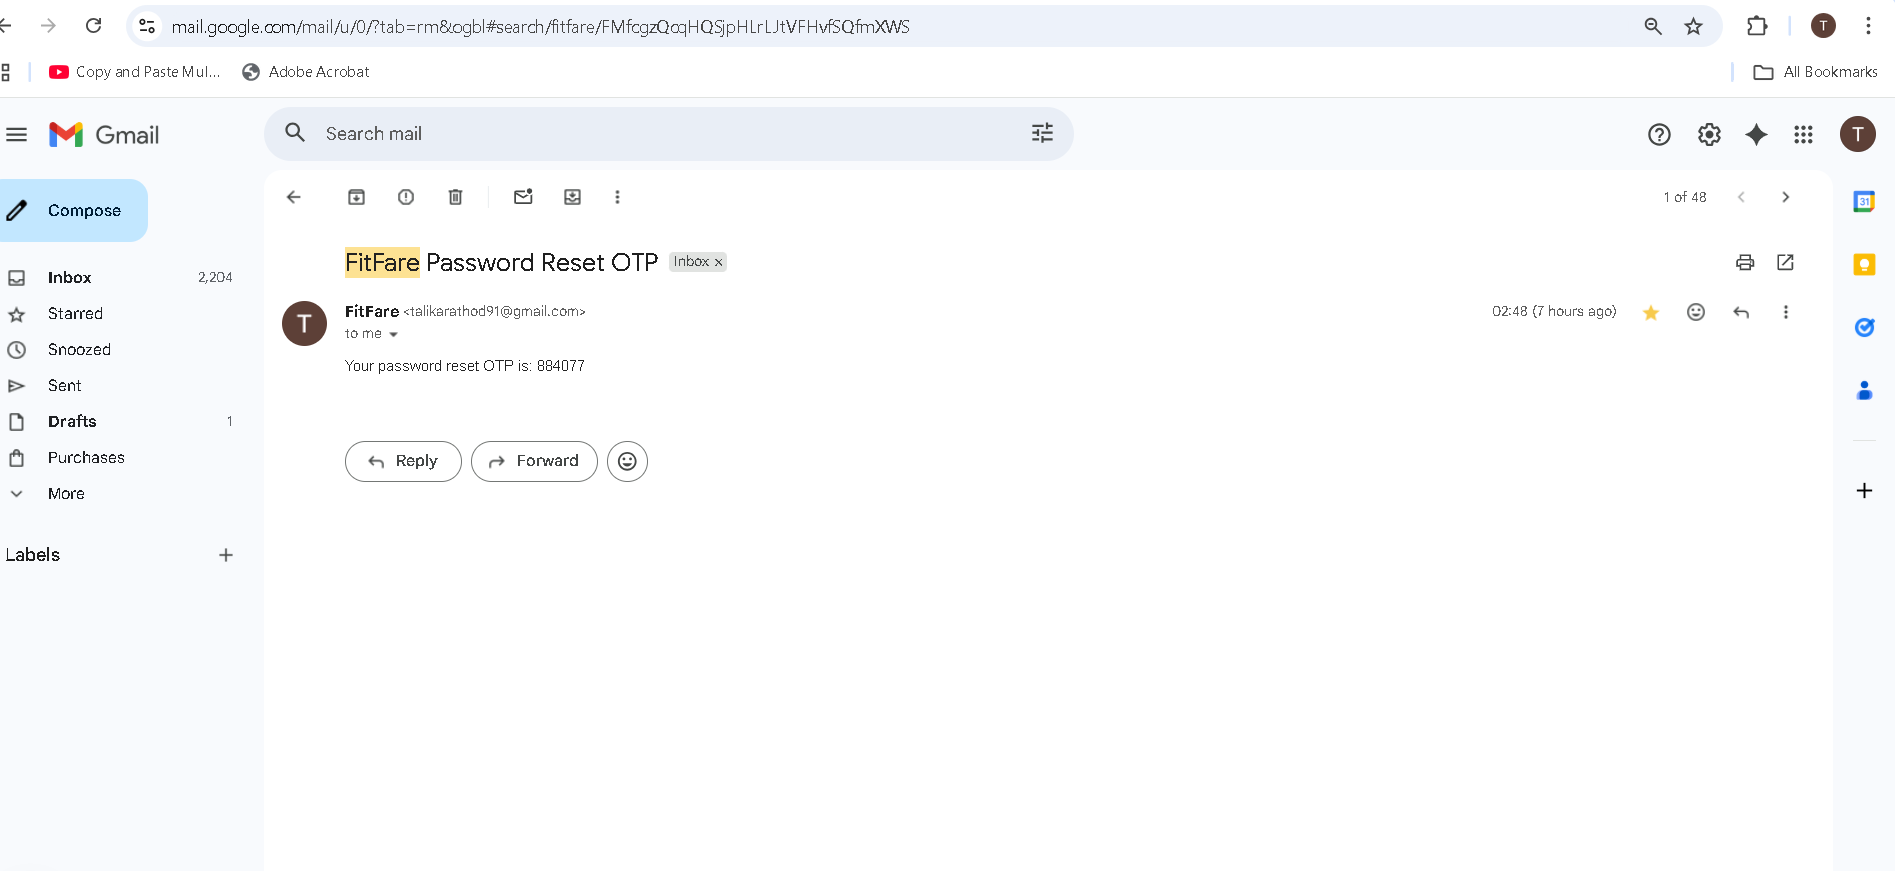 mail.google.com/mail/u/0/?tab=rm&ogbl#search/fitfare/FMfcgzQcqHQSjpHLrLJtVFHvfSQfmXWS
T
Copy and Paste Mul...
Adobe Acrobat
All Bookmarks
Gmail
Search mail
T
Compose
1 of 48
31
FitFare Password Reset OTP
Inbox x
Inbox 2,204
Starred
Snoozed
Sent
Drafts 1
Purchases
More
Labels
T
FitFare <talikarathod91@gmail.com>
02:48 (7 hours ago)
to me
Your password reset OTP is: 884077
Reply
Forward